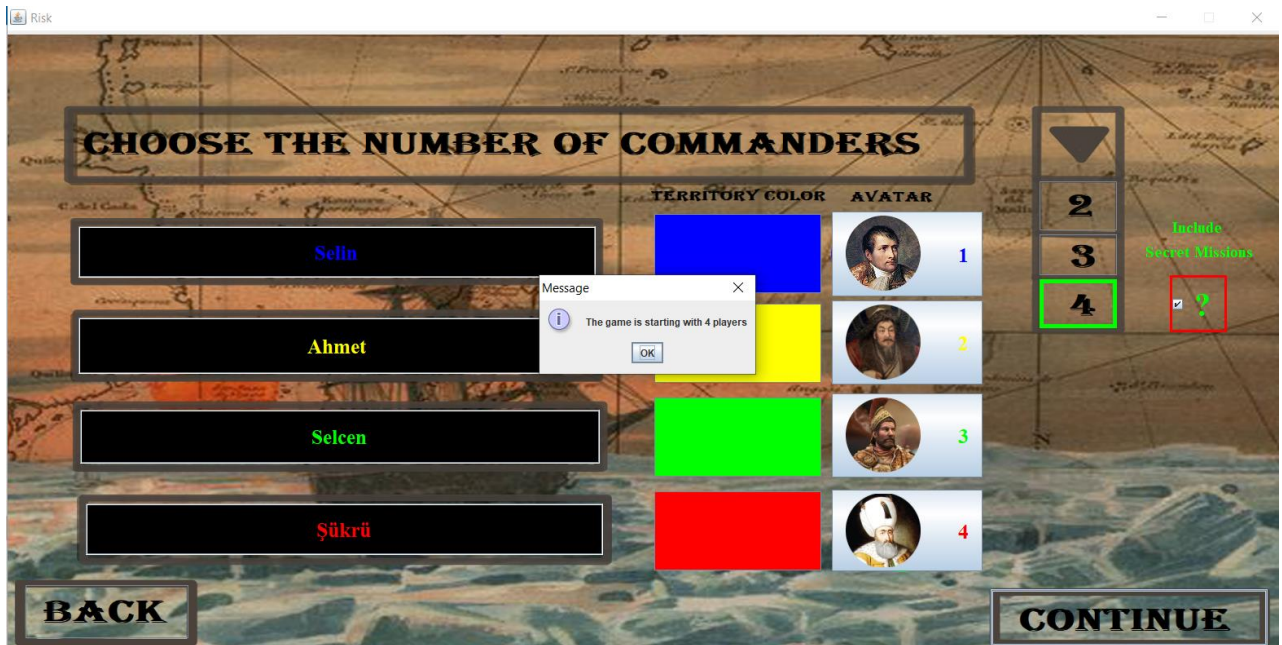 Risk
CHOOSE THE NUMBER OF COMMANDERS
TERRITORY COLOR
AVATAR
2
3
4
Include
Secret Missions
?
Selin
1
Message
The game is starting with 4 players
OK
Ahmet
2
Selcen
3
Şükrü
4
BACK
CONTINUE